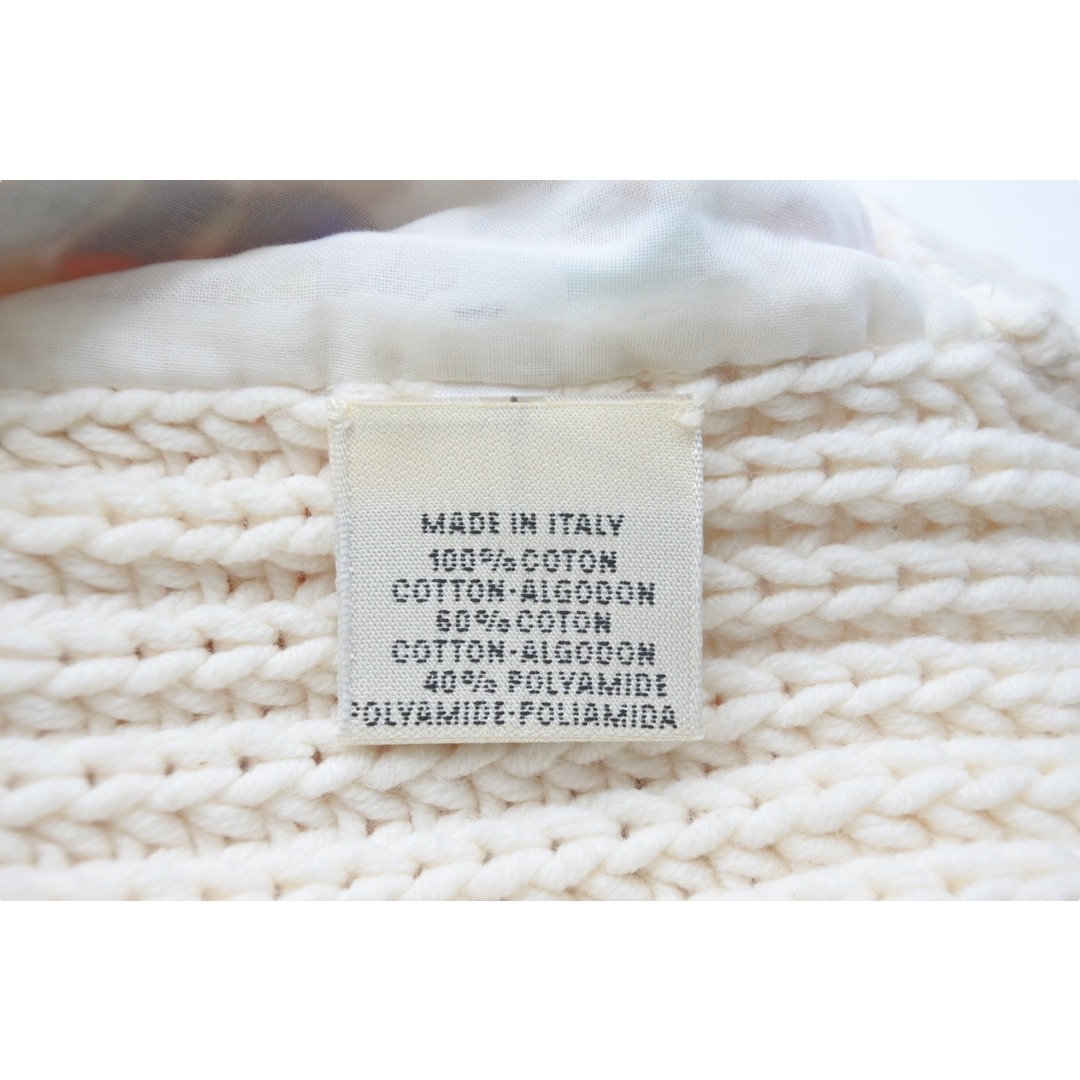 MADE IN ITALY
100% COTON
COTTON-ALGODON
60% COTON
COTTON-ALGODON
40% POLYAMIDE
POLYAMIDE-POLIAMIDA